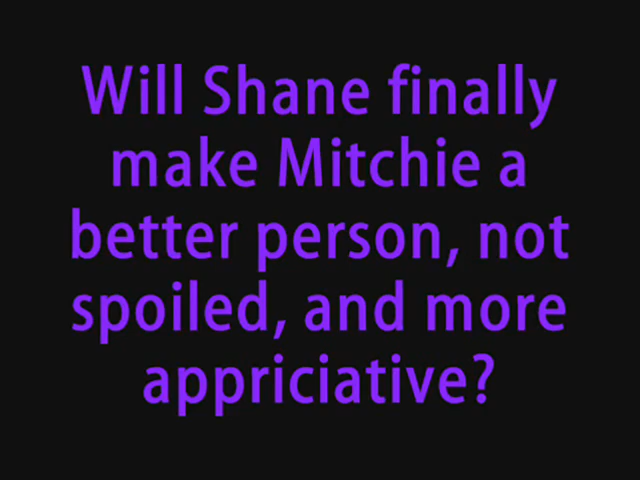 Will Shane finally
make Mitchie a
better person, not
spoiled, and more
appriciative?